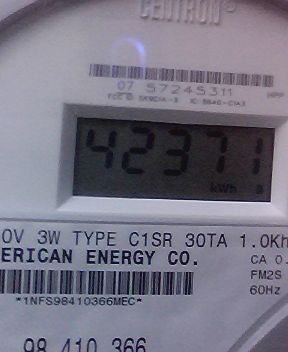 CENTRON
07 57245311
HPP
42371
kWh
0V 3W TYPE C1SR 30TA 1.0Kh
ERICAN ENERGY CO.
CA 0.
FM2S
60Hz
*1NFS98410366MEC*
98 410 366